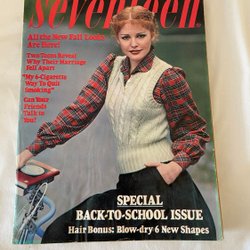 seventeen
All the New Fall Looks
Are Here!
Two Teens Reveal
Why Their Marriage
Fell Apart
"My 6-Cigarette
Way To Quit
Smoking"
Can Your
Friends
Talk to
You?
SPECIAL
BACK-TO-SCHOOL ISSUE
Hair Bonus: Blow-dry 6 New Shapes